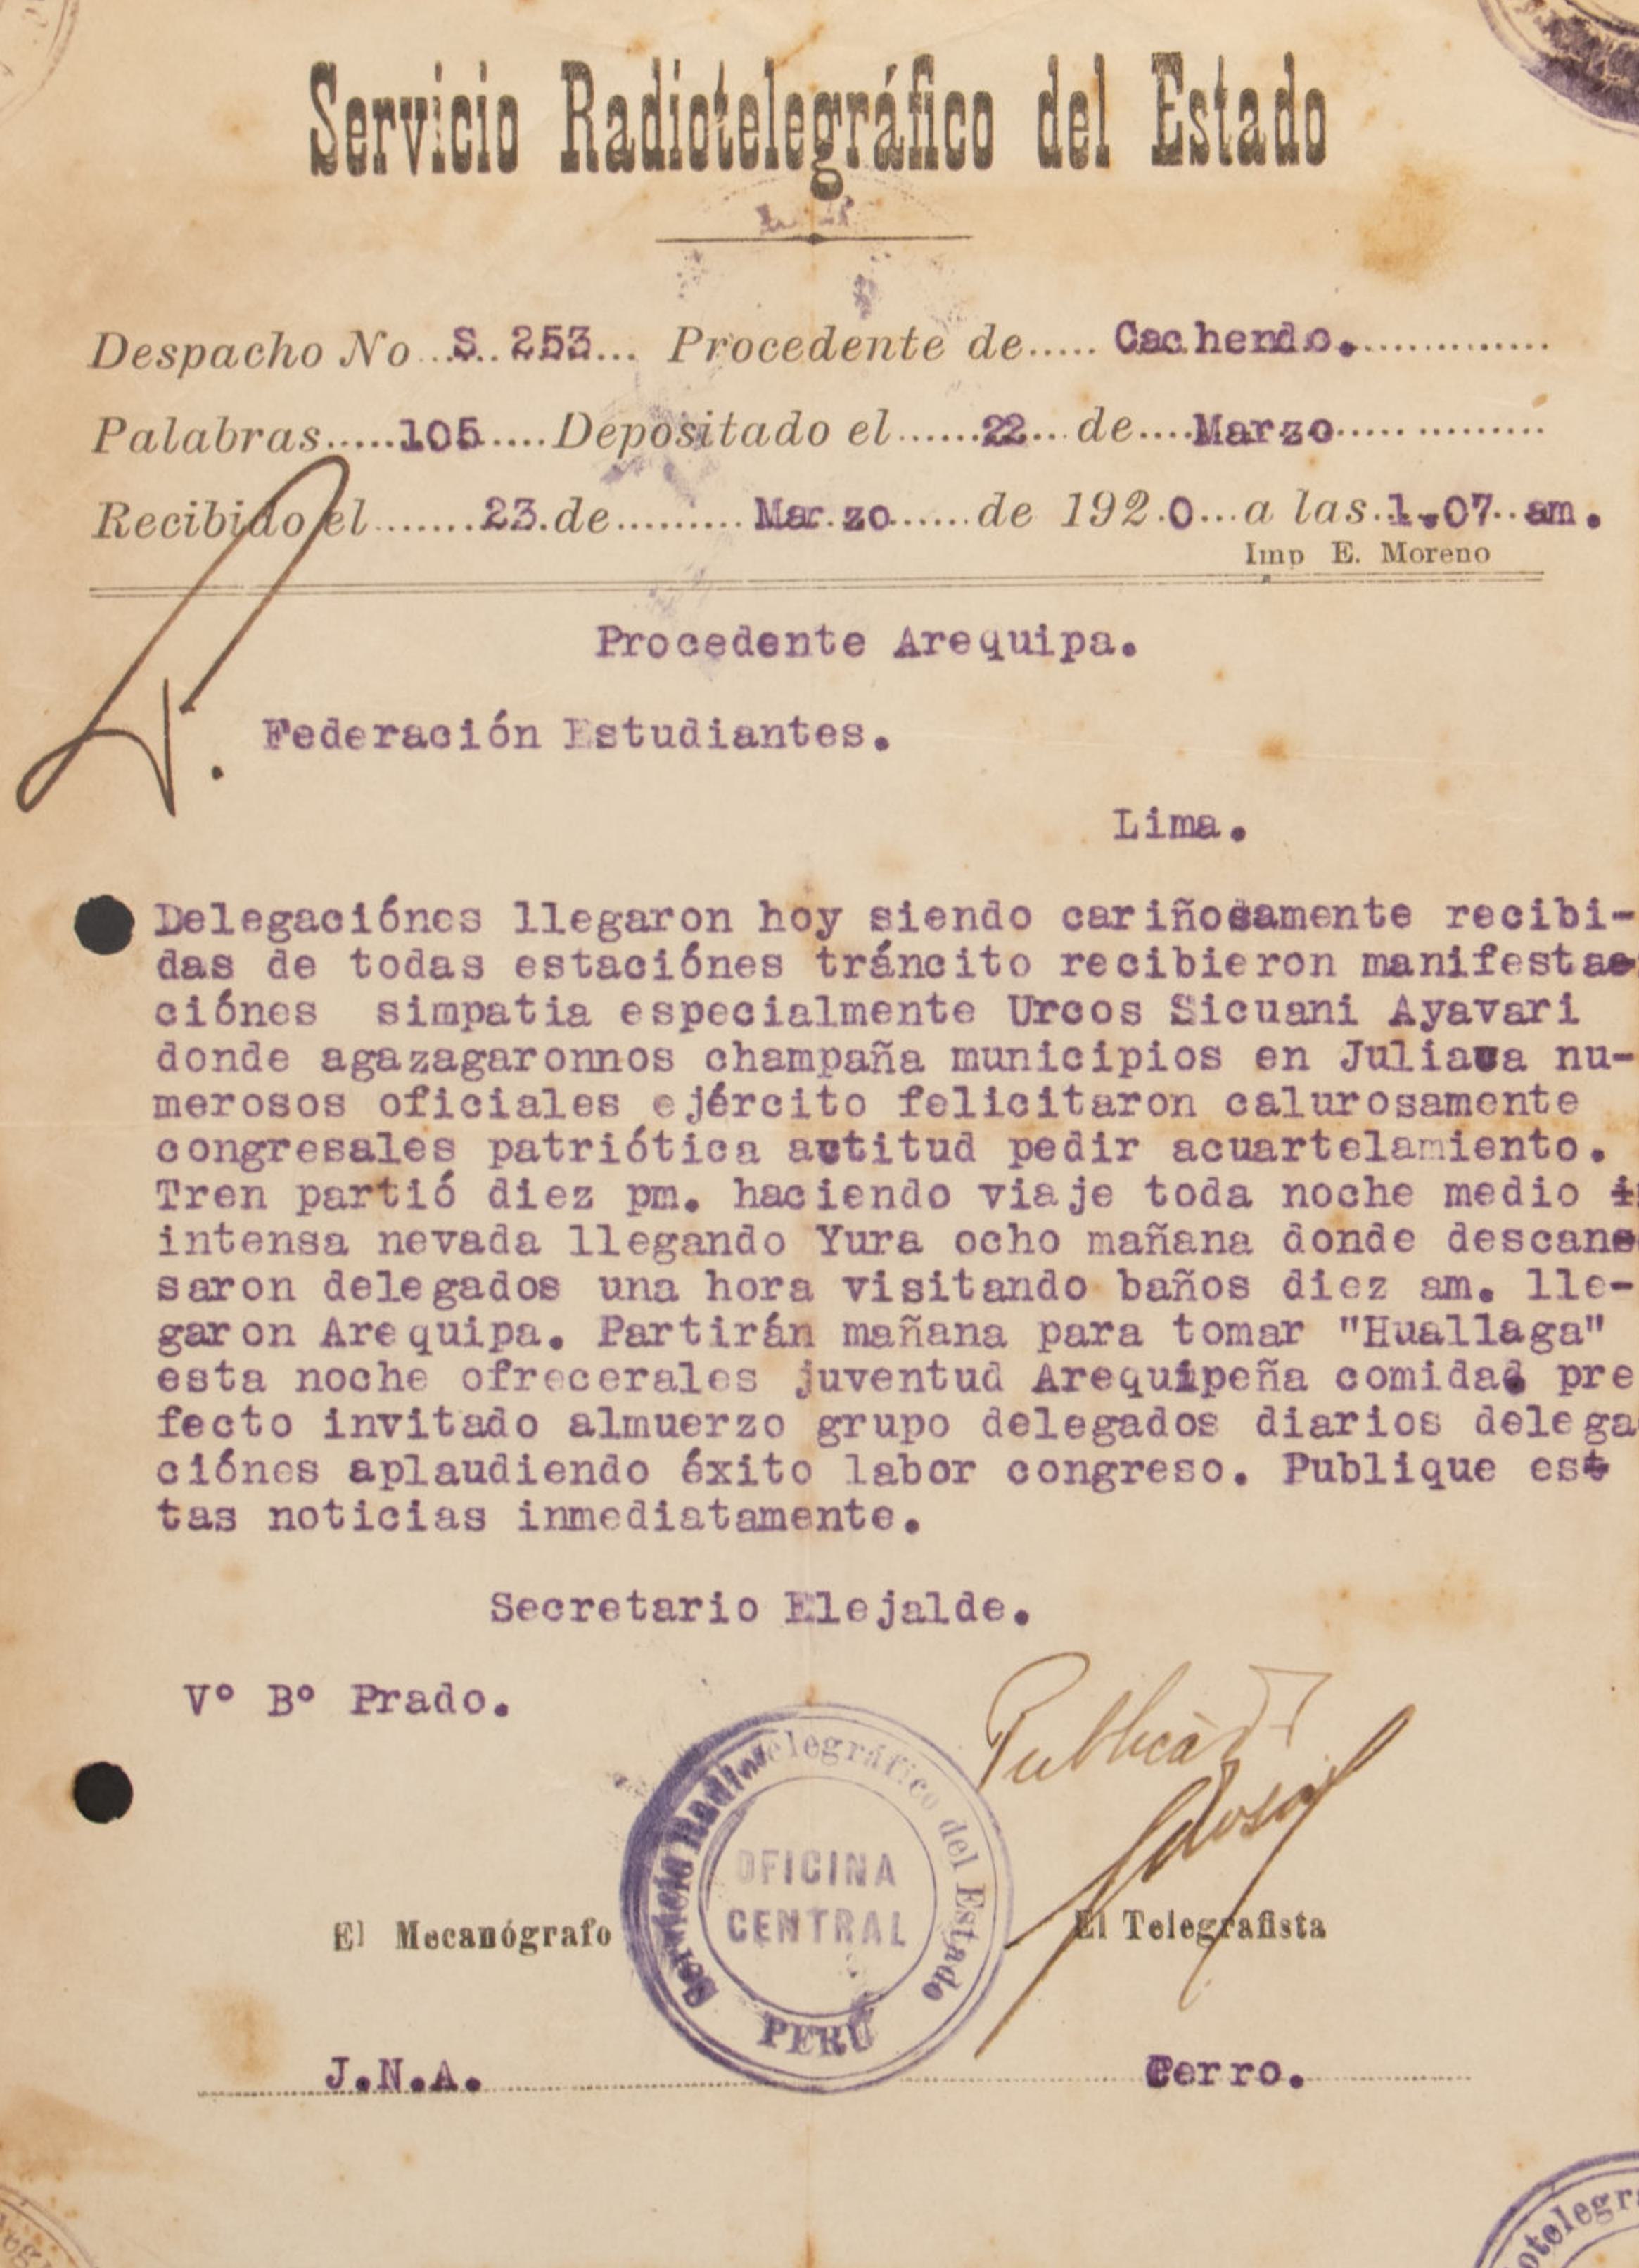 Servicio Radiotelegráfico del Estado
Despacho No S. 253 Procedente de Cachendo.
Palabras 105 Depositado el 22 de Marzo
Recibido el 23 de Marzo de 1920 a las 1.07 am.
Imp E. Moreno
Procedente Arequipa.
Federación Estudiantes.
Lima.
Delegaciónes llegaron hoy siendo cariñosamente recibi-
das de todas estaciónes tráncito recibieron manifesta
ciónes simpatia especialmente Urcos Sicuani Ayavari
donde agazagaronnos champaña municipios en Juliaca nu-
merosos oficiales ejército felicitaron calurosamente
congresales patriótica actitud pedir acuartelamiento.
Tren partió diez pm. haciendo viaje toda noche medio i
intensa nevada llegando Yura ocho mañana donde descan
saron delegados una hora visitando baños diez am. lle-
garon Arequipa. Partirán mañana para tomar "Huallaga"
esta noche ofrecerales juventud Arequipeña comida pre
fecto invitado almuerzo grupo delegados diarios delega
ciónes aplaudiendo éxito labor congreso. Publique est
tas noticias inmediatamente.
Secretario Elejalde.
Vº Bº Prado.
Servicio Radiotelegráfico del Estado
OFICINA
CENTRAL
PERÚ
El Mecanógrafo
El Telegrafista
J.N.A.
Cerro.